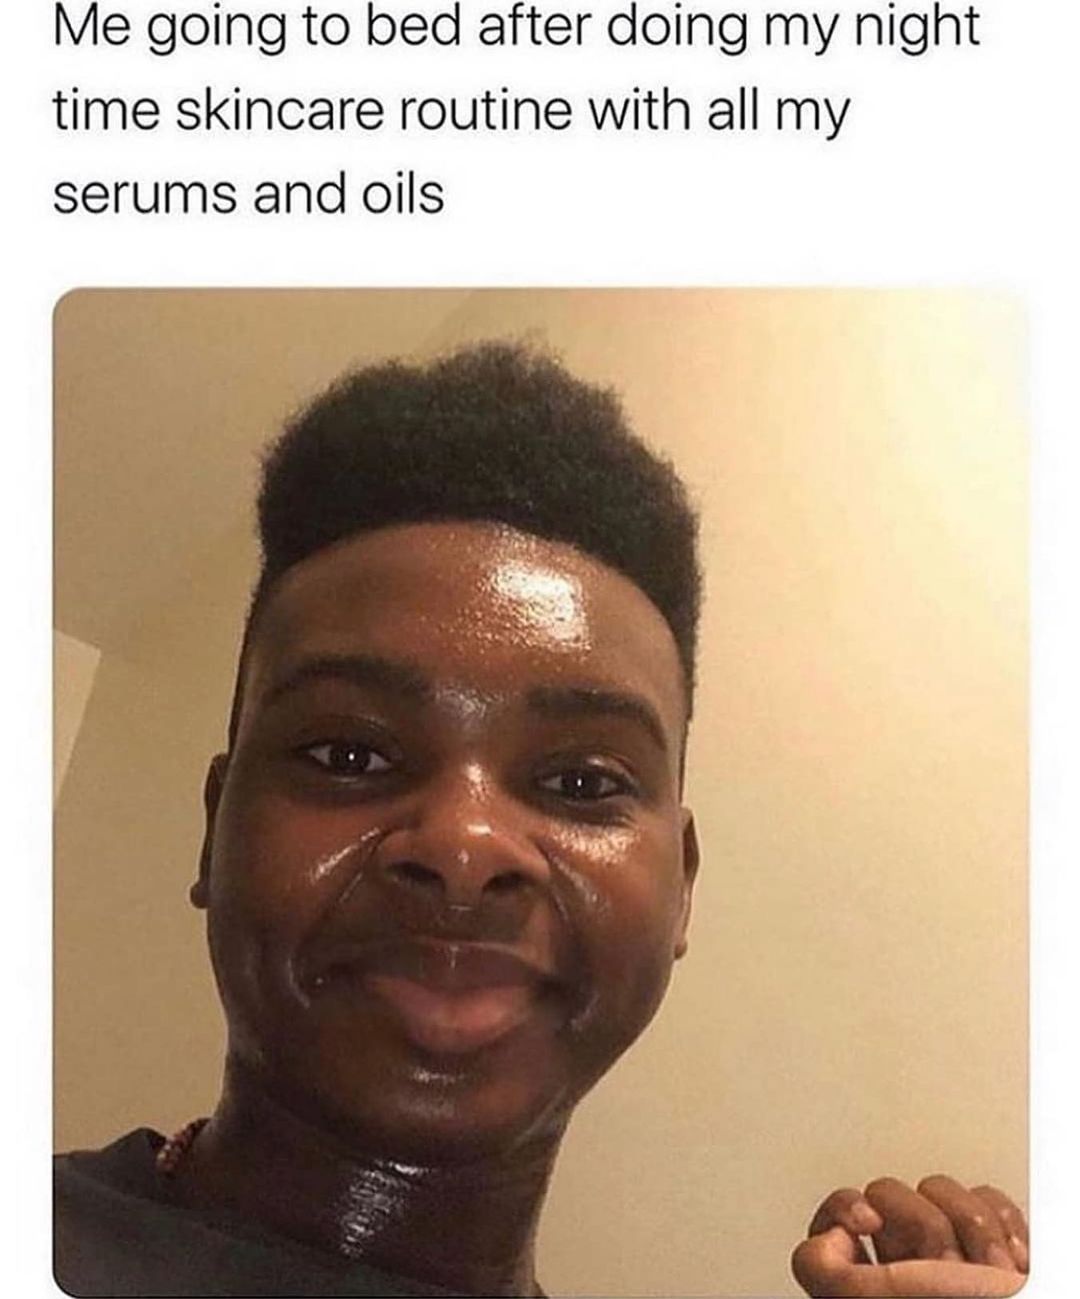 Me going to bed after doing my night
time skincare routine with all my
serums and oils